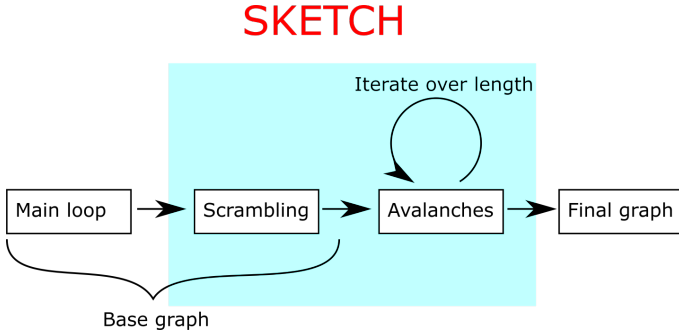 SKETCH
Iterate over length
Main loop
Scrambling
Avalanches
Final graph
Base graph